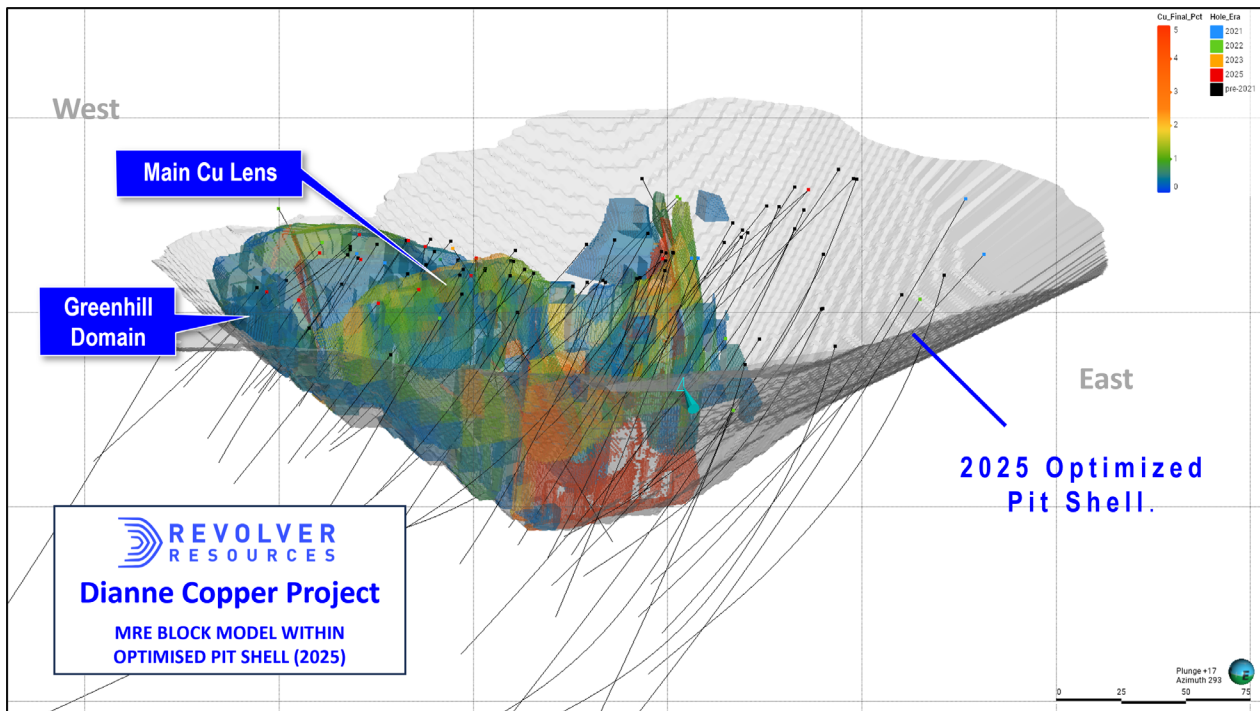 Cu_Final_Pct
5
4
3
2
1
0
Hole_Era
2021
2022
2023
2025
pre-2021
West
Main Cu Lens
Greenhill
Domain
East
2025 Optimized
Pit Shell.
REVOLVER
RESOURCES
Dianne Copper Project
MRE BLOCK MODEL WITHIN
OPTIMISED PIT SHELL (2025)
Plunge +17
Azimuth 293
0 25 50 75